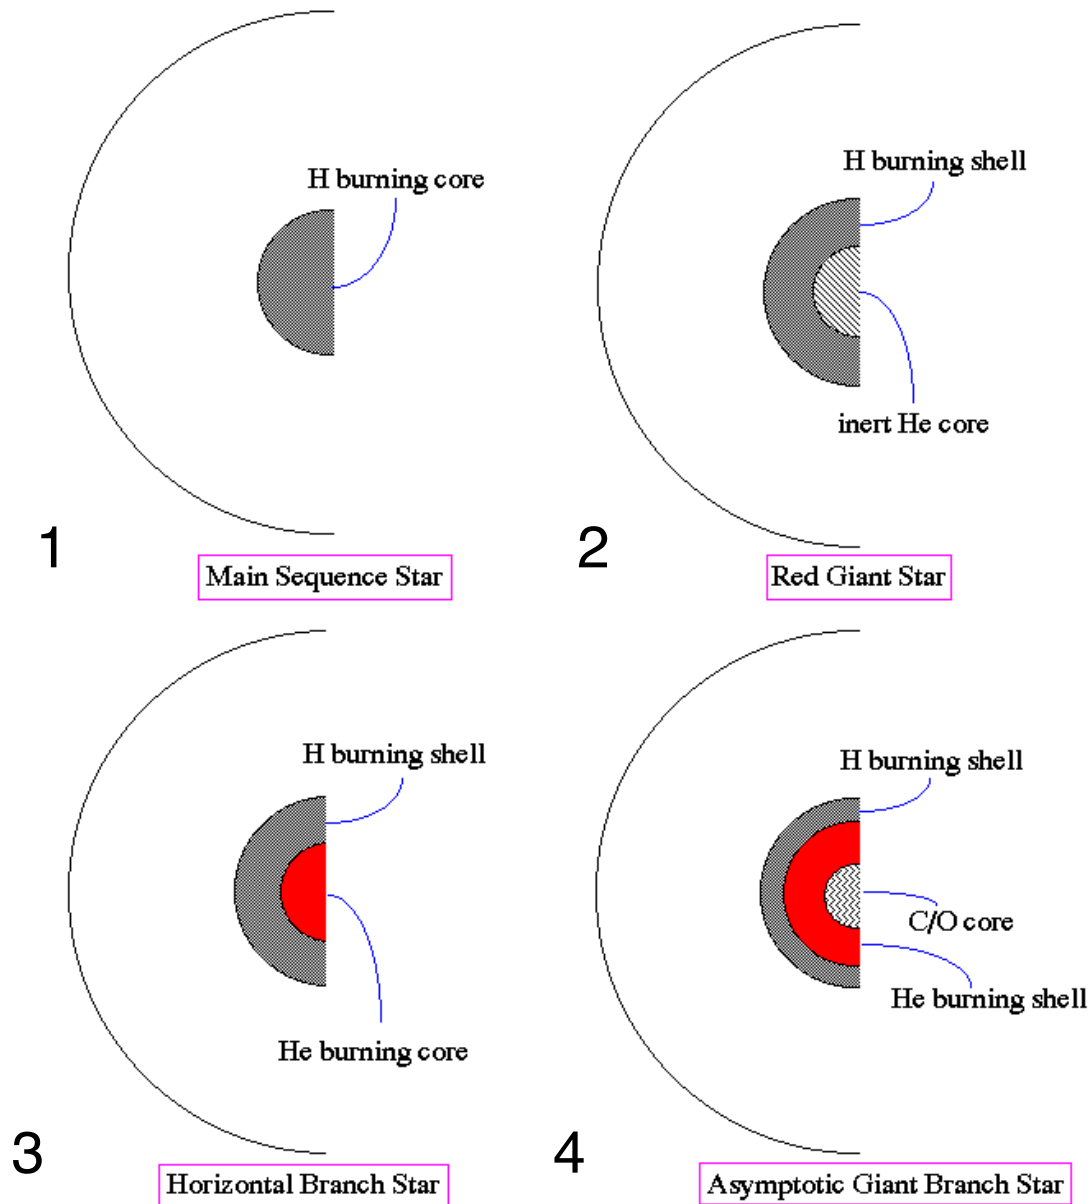 H burning core
1
Main Sequence Star
H burning shell
inert He core
2
Red Giant Star
H burning shell
He burning core
3
Horizontal Branch Star
H burning shell
C/O core
He burning shell
4
Asymptotic Giant Branch Star